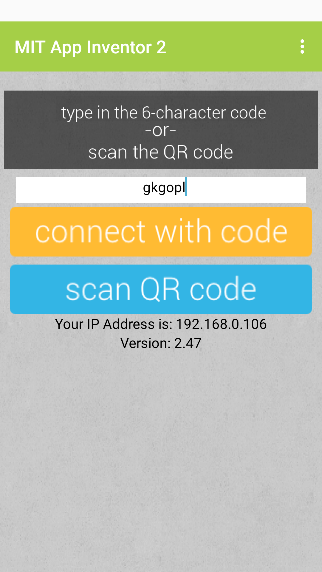 MIT App Inventor 2
type in the 6-character code
-or-
scan the QR code
gkgopl
connect with code
scan QR code
Your IP Address is: 192.168.0.106
Version: 2.47